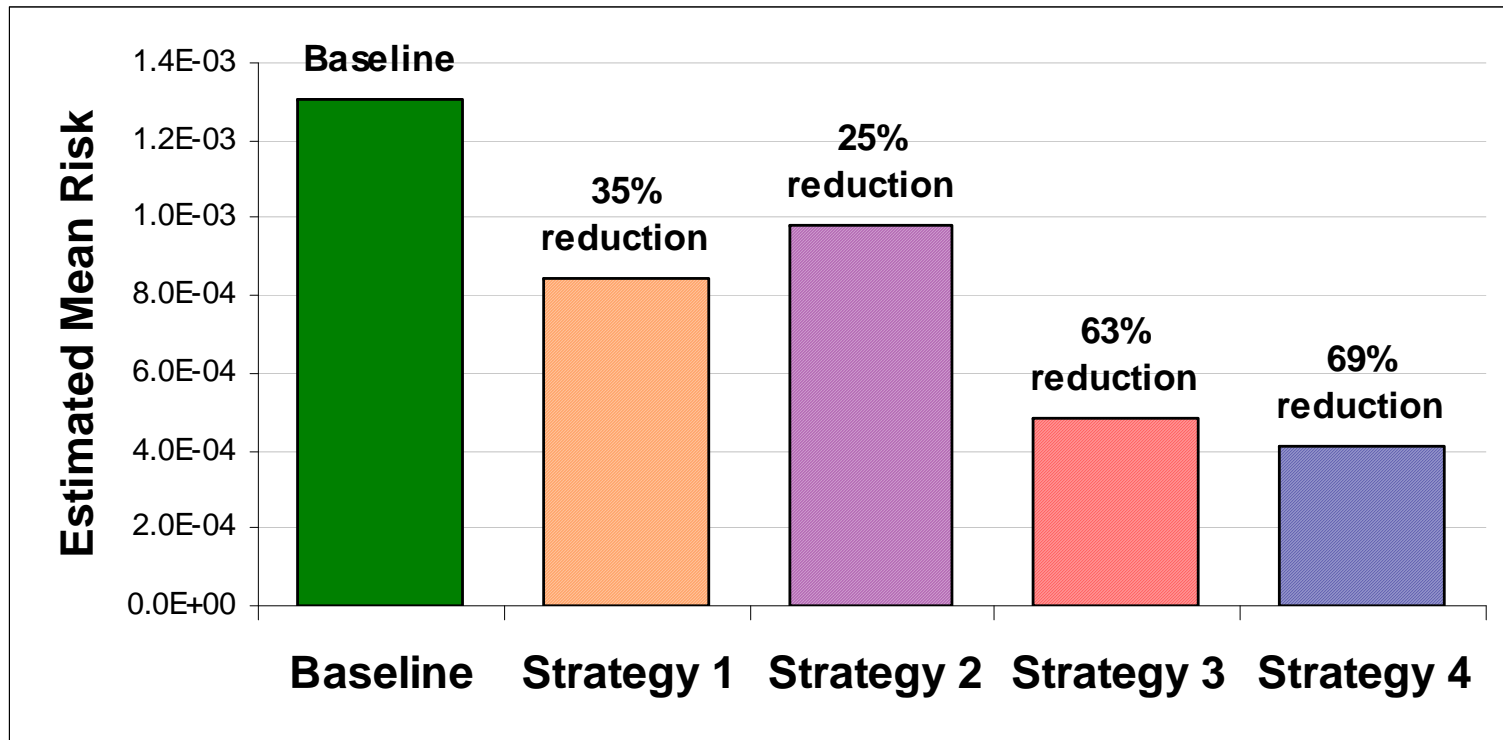 Estimated Mean Risk
1.4E-03
1.2E-03
1.0E-03
8.0E-04
6.0E-04
4.0E-04
2.0E-04
0.0E+00
Baseline
35%
reduction
25%
reduction
63%
reduction
69%
reduction
Baseline
Strategy 1
Strategy 2
Strategy 3
Strategy 4